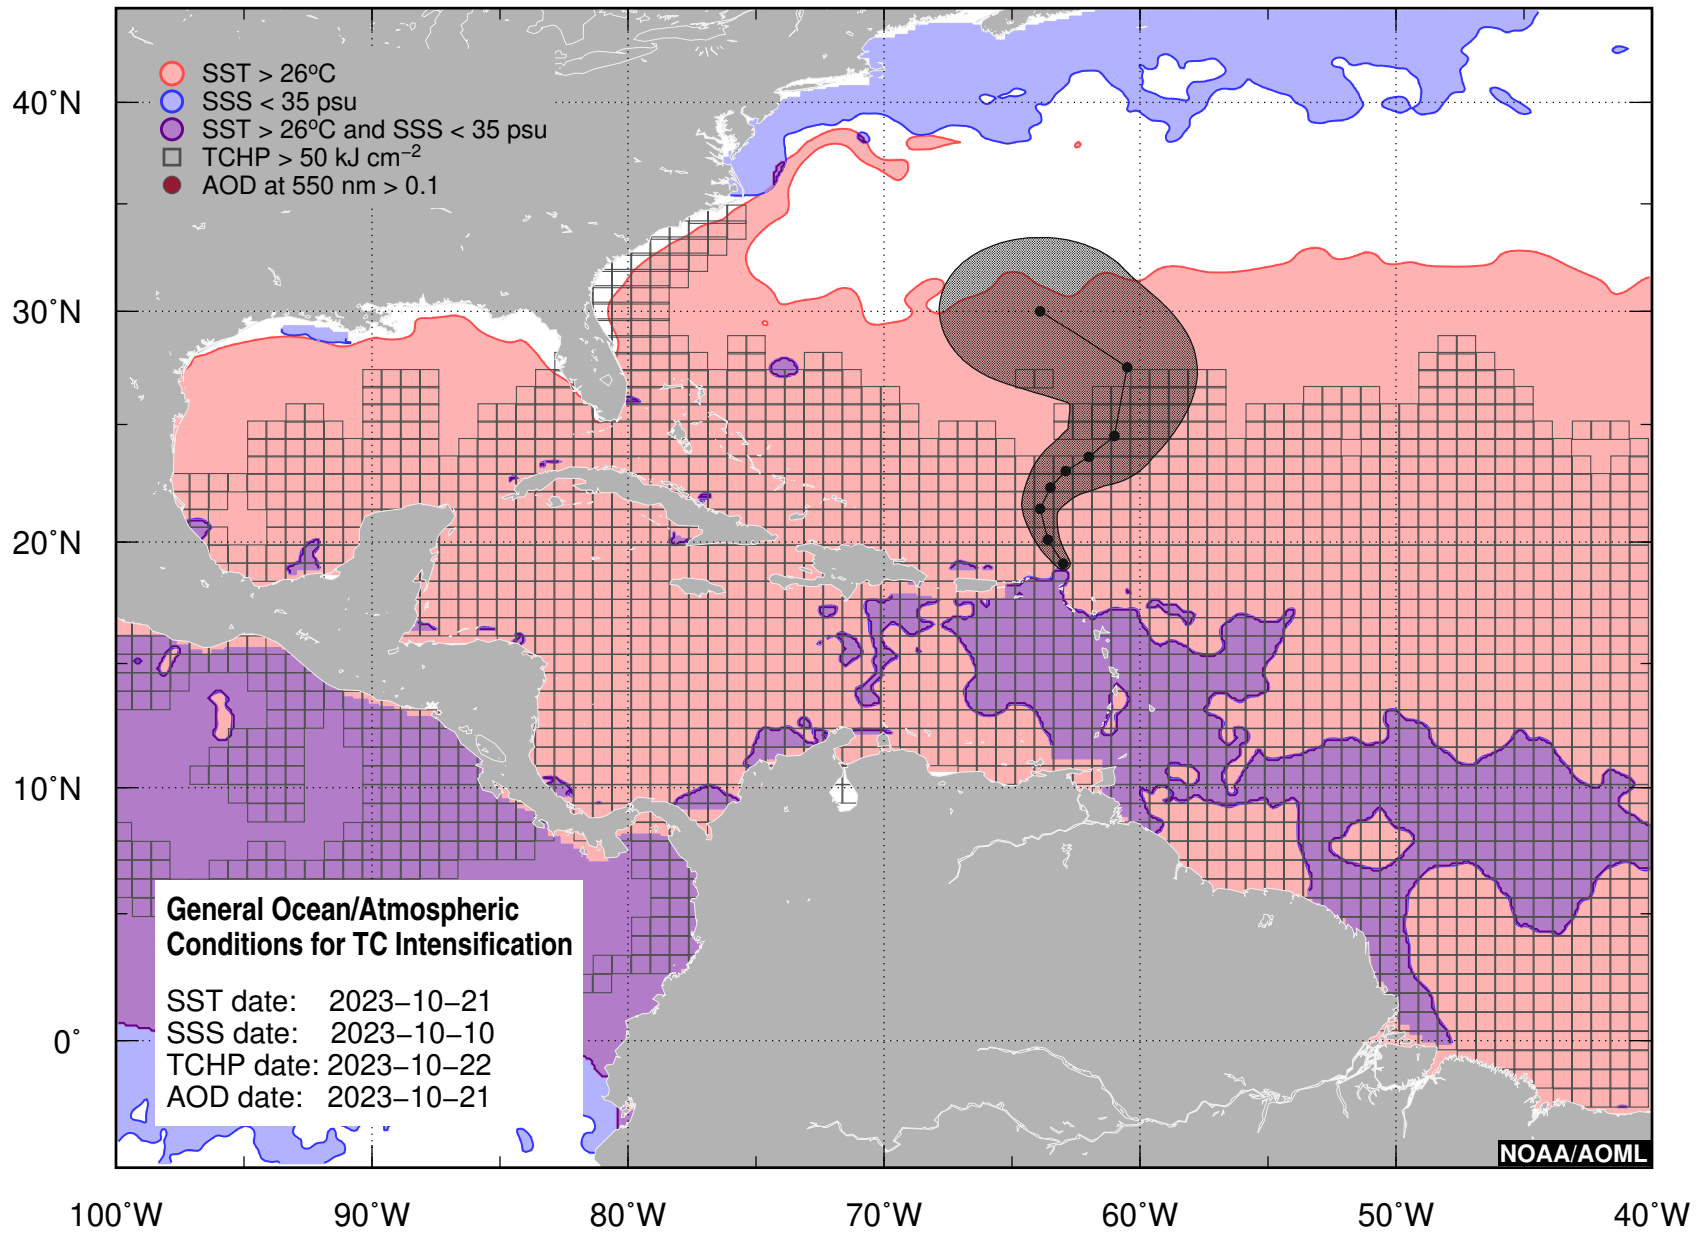 SST > 26ºC
SSS < 35 psu
SST > 26ºC and SSS < 35 psu
TCHP > 50 kJ cm⁻²
AOD at 550 nm > 0.1
40˚N
30˚N
20˚N
10˚N
0˚
General Ocean/Atmospheric
Conditions for TC Intensification
SST date: 2023−10−21
SSS date: 2023−10−10
TCHP date: 2023−10−22
AOD date: 2023−10−21
NOAA/AOML
100˚W 90˚W 80˚W 70˚W 60˚W 50˚W 40˚W